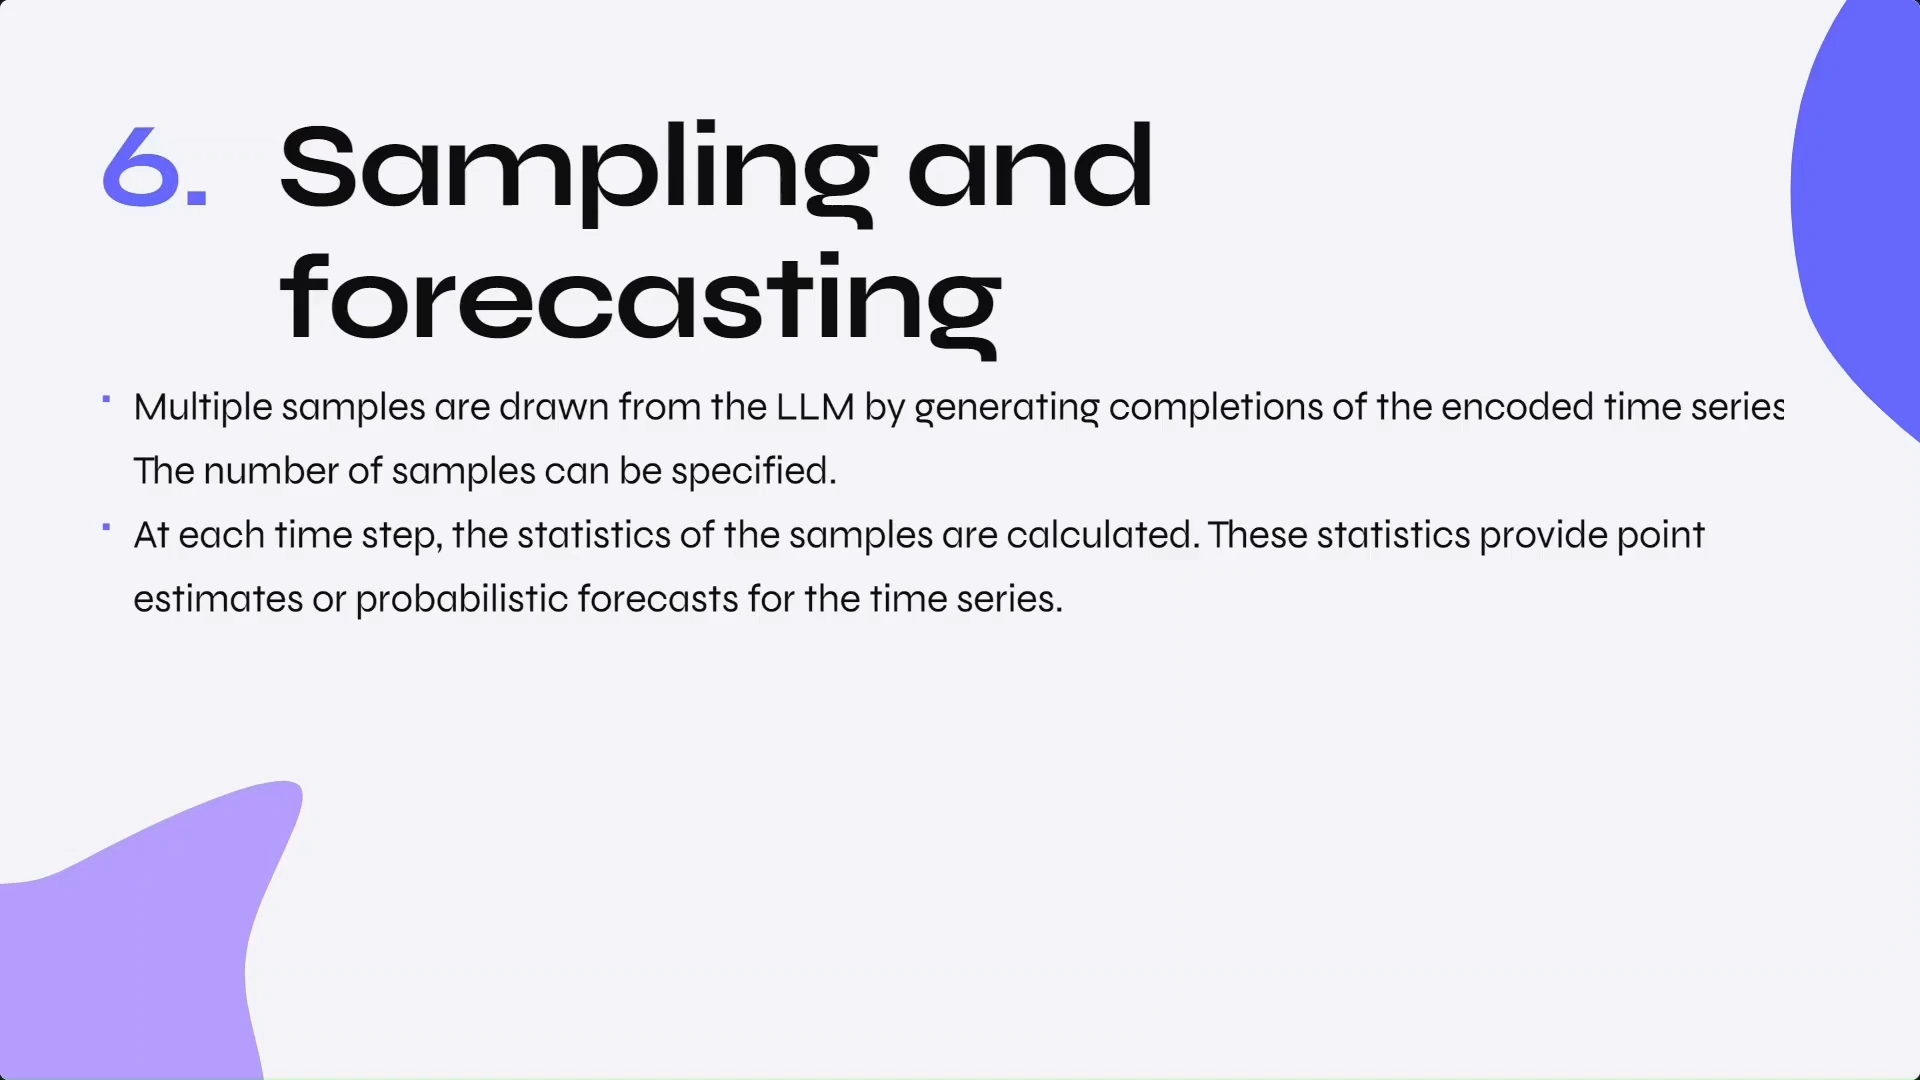 6. Sampling and
forecasting
Multiple samples are drawn from the LLM by generating completions of the encoded time series
The number of samples can be specified.
At each time step, the statistics of the samples are calculated. These statistics provide point
estimates or probabilistic forecasts for the time series.